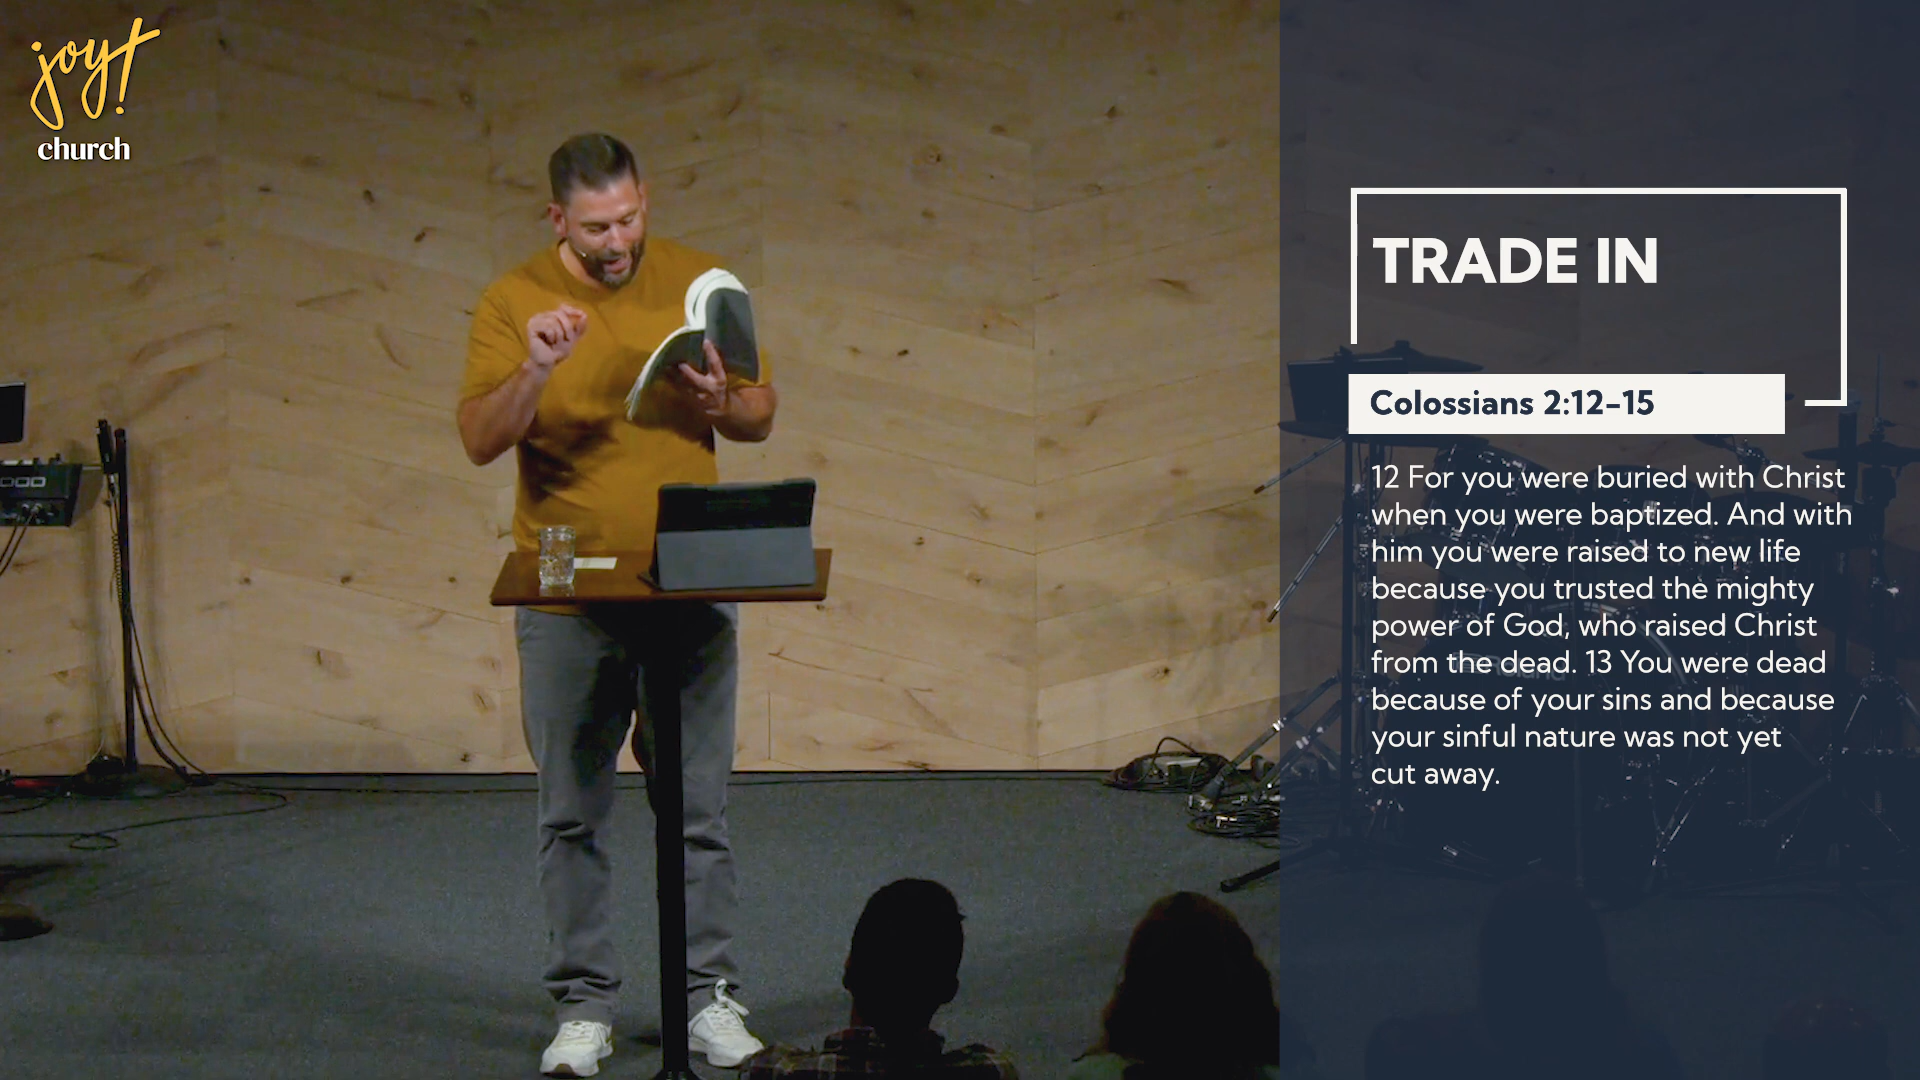 joy!
church
TRADE IN
Colossians 2:12-15
12 For you were buried with Christ
when you were baptized. And with
him you were raised to new life
because you trusted the mighty
power of God, who raised Christ
from the dead. 13 You were dead
because of your sins and because
your sinful nature was not yet
cut away.
Roland